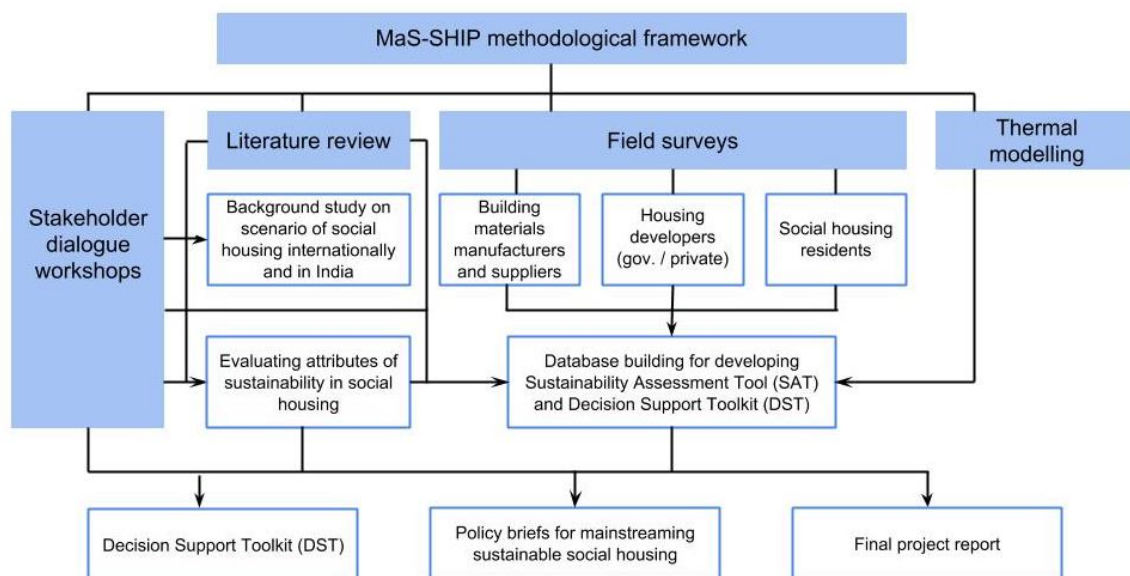 MaS-SHIP methodological framework
Stakeholder
dialogue
workshops
Literature review
Field surveys
Thermal
modelling
Background study on
scenario of social
housing internationally
and in India
Building
materials
manufacturers
and suppliers
Housing
developers
(gov. / private)
Social housing
residents
Evaluating attributes of
sustainability in social
housing
Database building for developing
Sustainability Assessment Tool (SAT)
and Decision Support Toolkit (DST)
Decision Support Toolkit (DST)
Policy briefs for mainstreaming
sustainable social housing
Final project report